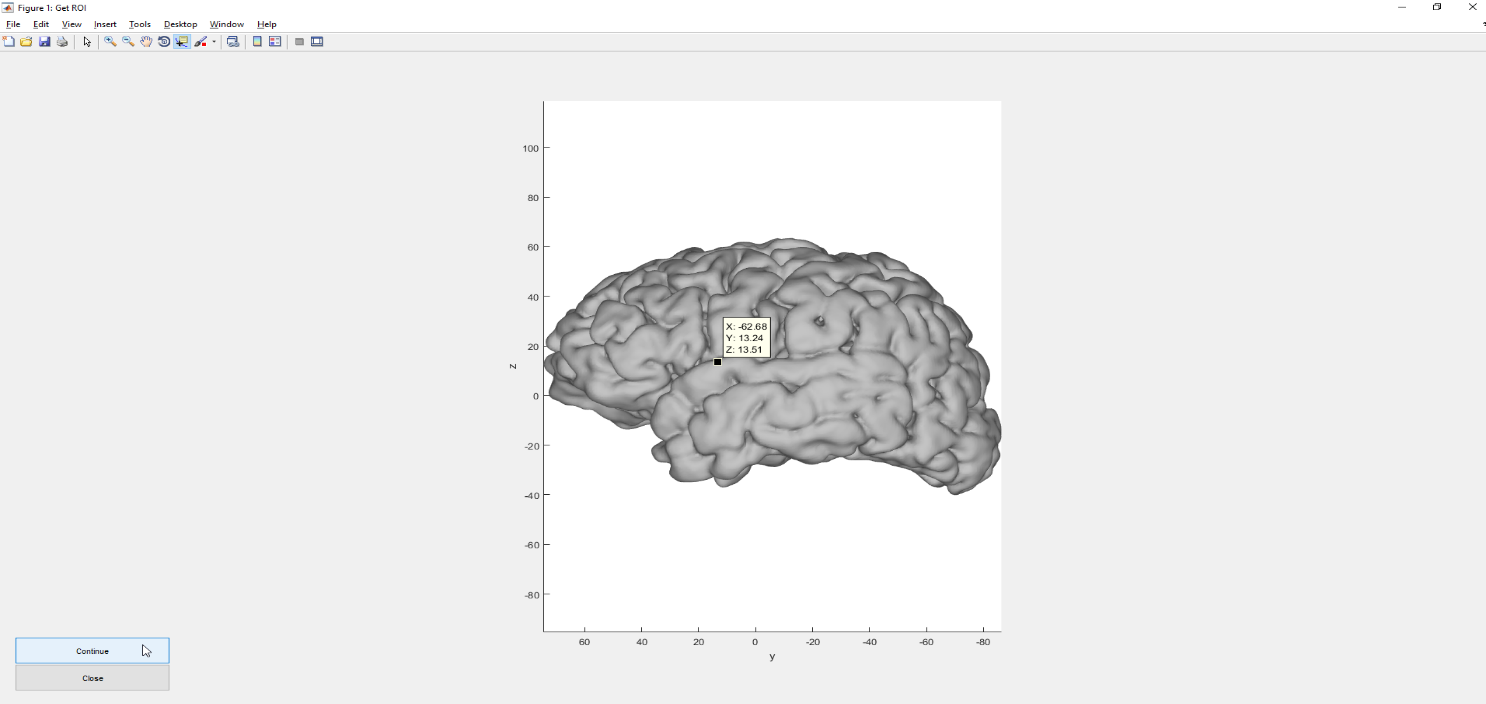 Figure 1: Get ROI
File Edit View Insert Tools Desktop Window Help
100
80
60
40
20
0
-20
-40
-60
-80
z
X: -62.68
Y: 13.24
Z: 13.51
60 40 20 0 -20 -40 -60 -80
y
Continue
Close